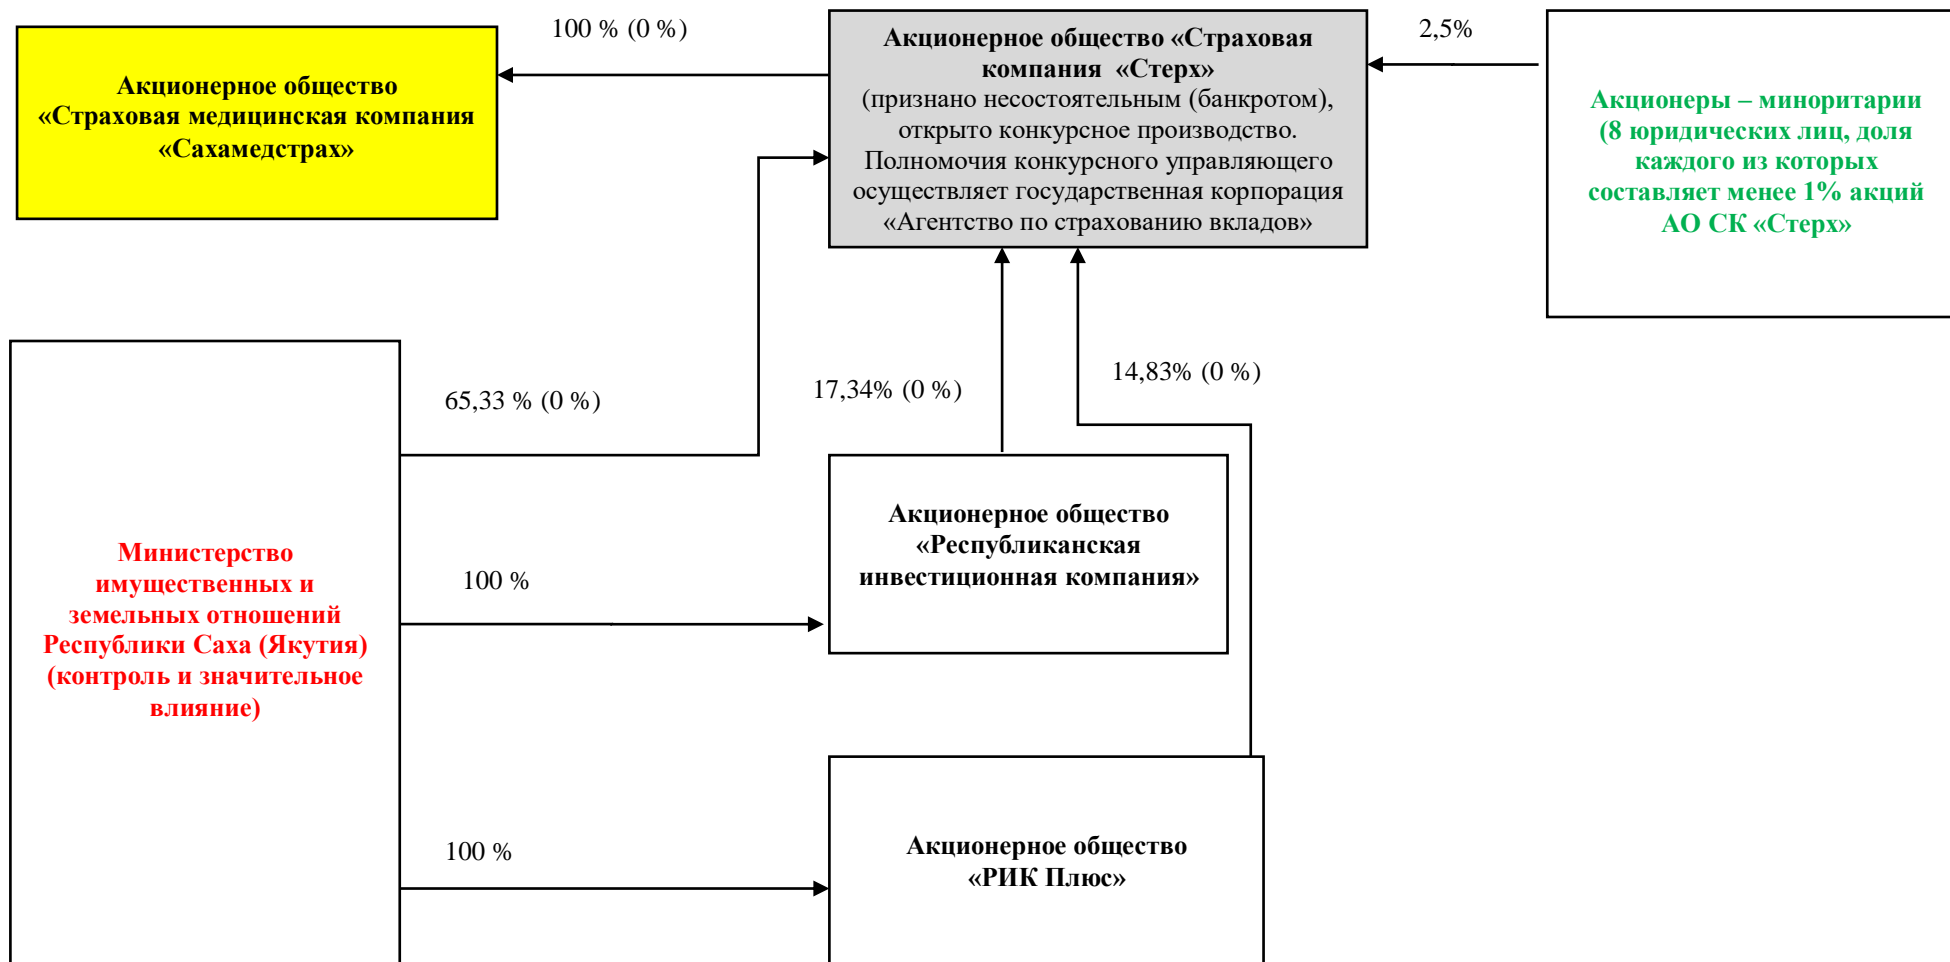 100 % (0 %)
2,5%
Акционерное общество
«Страховая медицинская компания
«Сахамедстрах»
Акционерное общество «Страховая
компания «Стерх»
(признано несостоятельным (банкротом),
открыто конкурсное производство.
Полномочия конкурсного управляющего
осуществляет государственная корпорация
«Агентство по страхованию вкладов»
Акционеры – миноритарии
(8 юридических лиц, доля
каждого из которых
составляет менее 1% акций
АО СК «Стерх»
65,33 % (0 %)
17,34% (0 %)
14,83% (0 %)
Министерство
имущественных и
земельных отношений
Республики Саха (Якутия)
(контроль и значительное
влияние)
100 %
Акционерное общество
«Республиканская
инвестиционная компания»
100 %
Акционерное общество
«РИК Плюс»